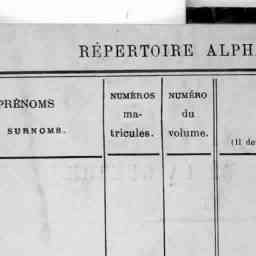 RÉPERTOIRE ALPH
PRÉNOMS
SURNOMS.
NUMÉROS
ma-
tricules.
NUMÉRO
du
volume.
(Il de